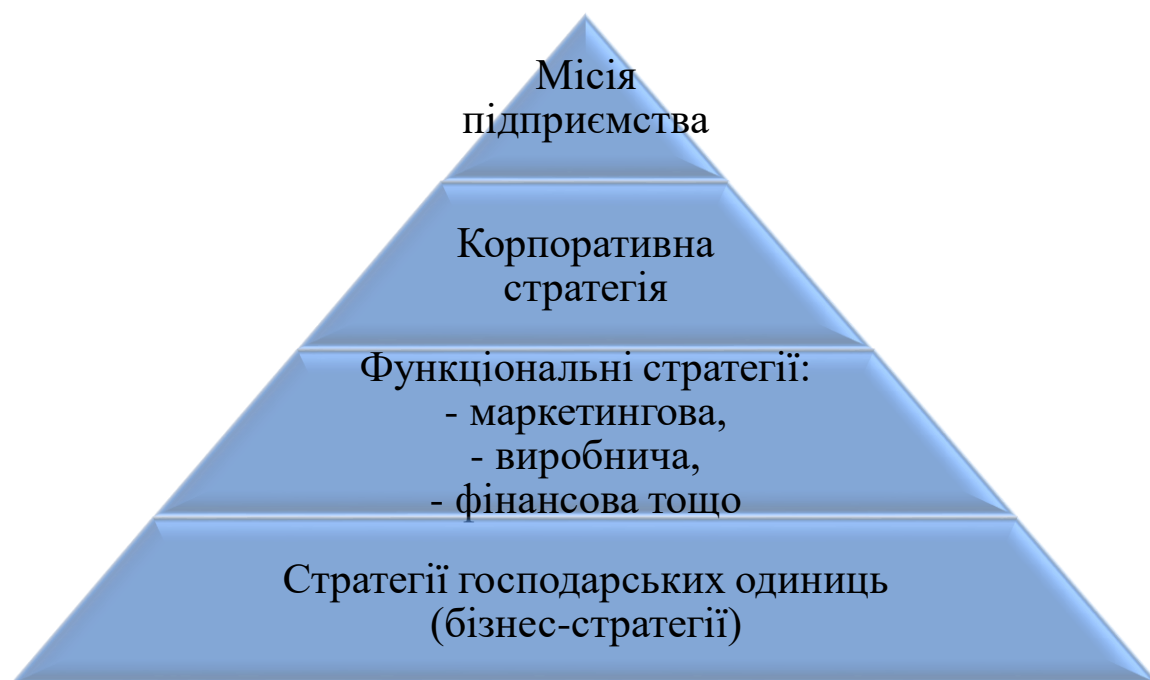 Місія
підприємства
Корпоративна
стратегія
Функціональні стратегії:
- маркетингова,
- виробнича,
- фінансова тощо
Стратегії господарських одиниць
(бізнес-стратегії)